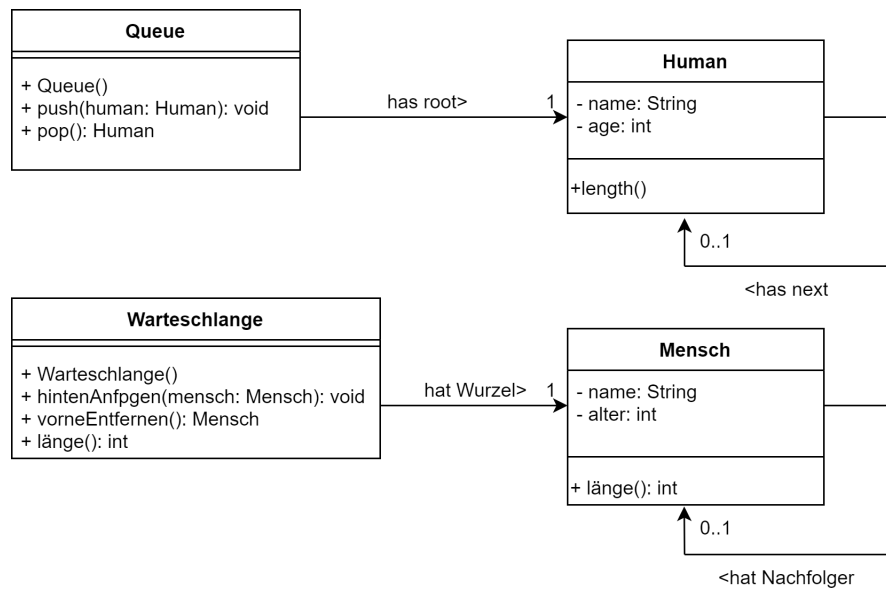 Queue
+ Queue()
+ push(human: Human): void
+ pop(): Human
has root>
1
Human
- name: String
- age: int
+length()
0..1
<has next
Warteschlange
+ Warteschlange()
+ hintenAnfpgen(mensch: Mensch): void
+ vorneEntfernen(): Mensch
+ länge(): int
hat Wurzel>
1
Mensch
- name: String
- alter: int
+ länge(): int
0..1
<hat Nachfolger